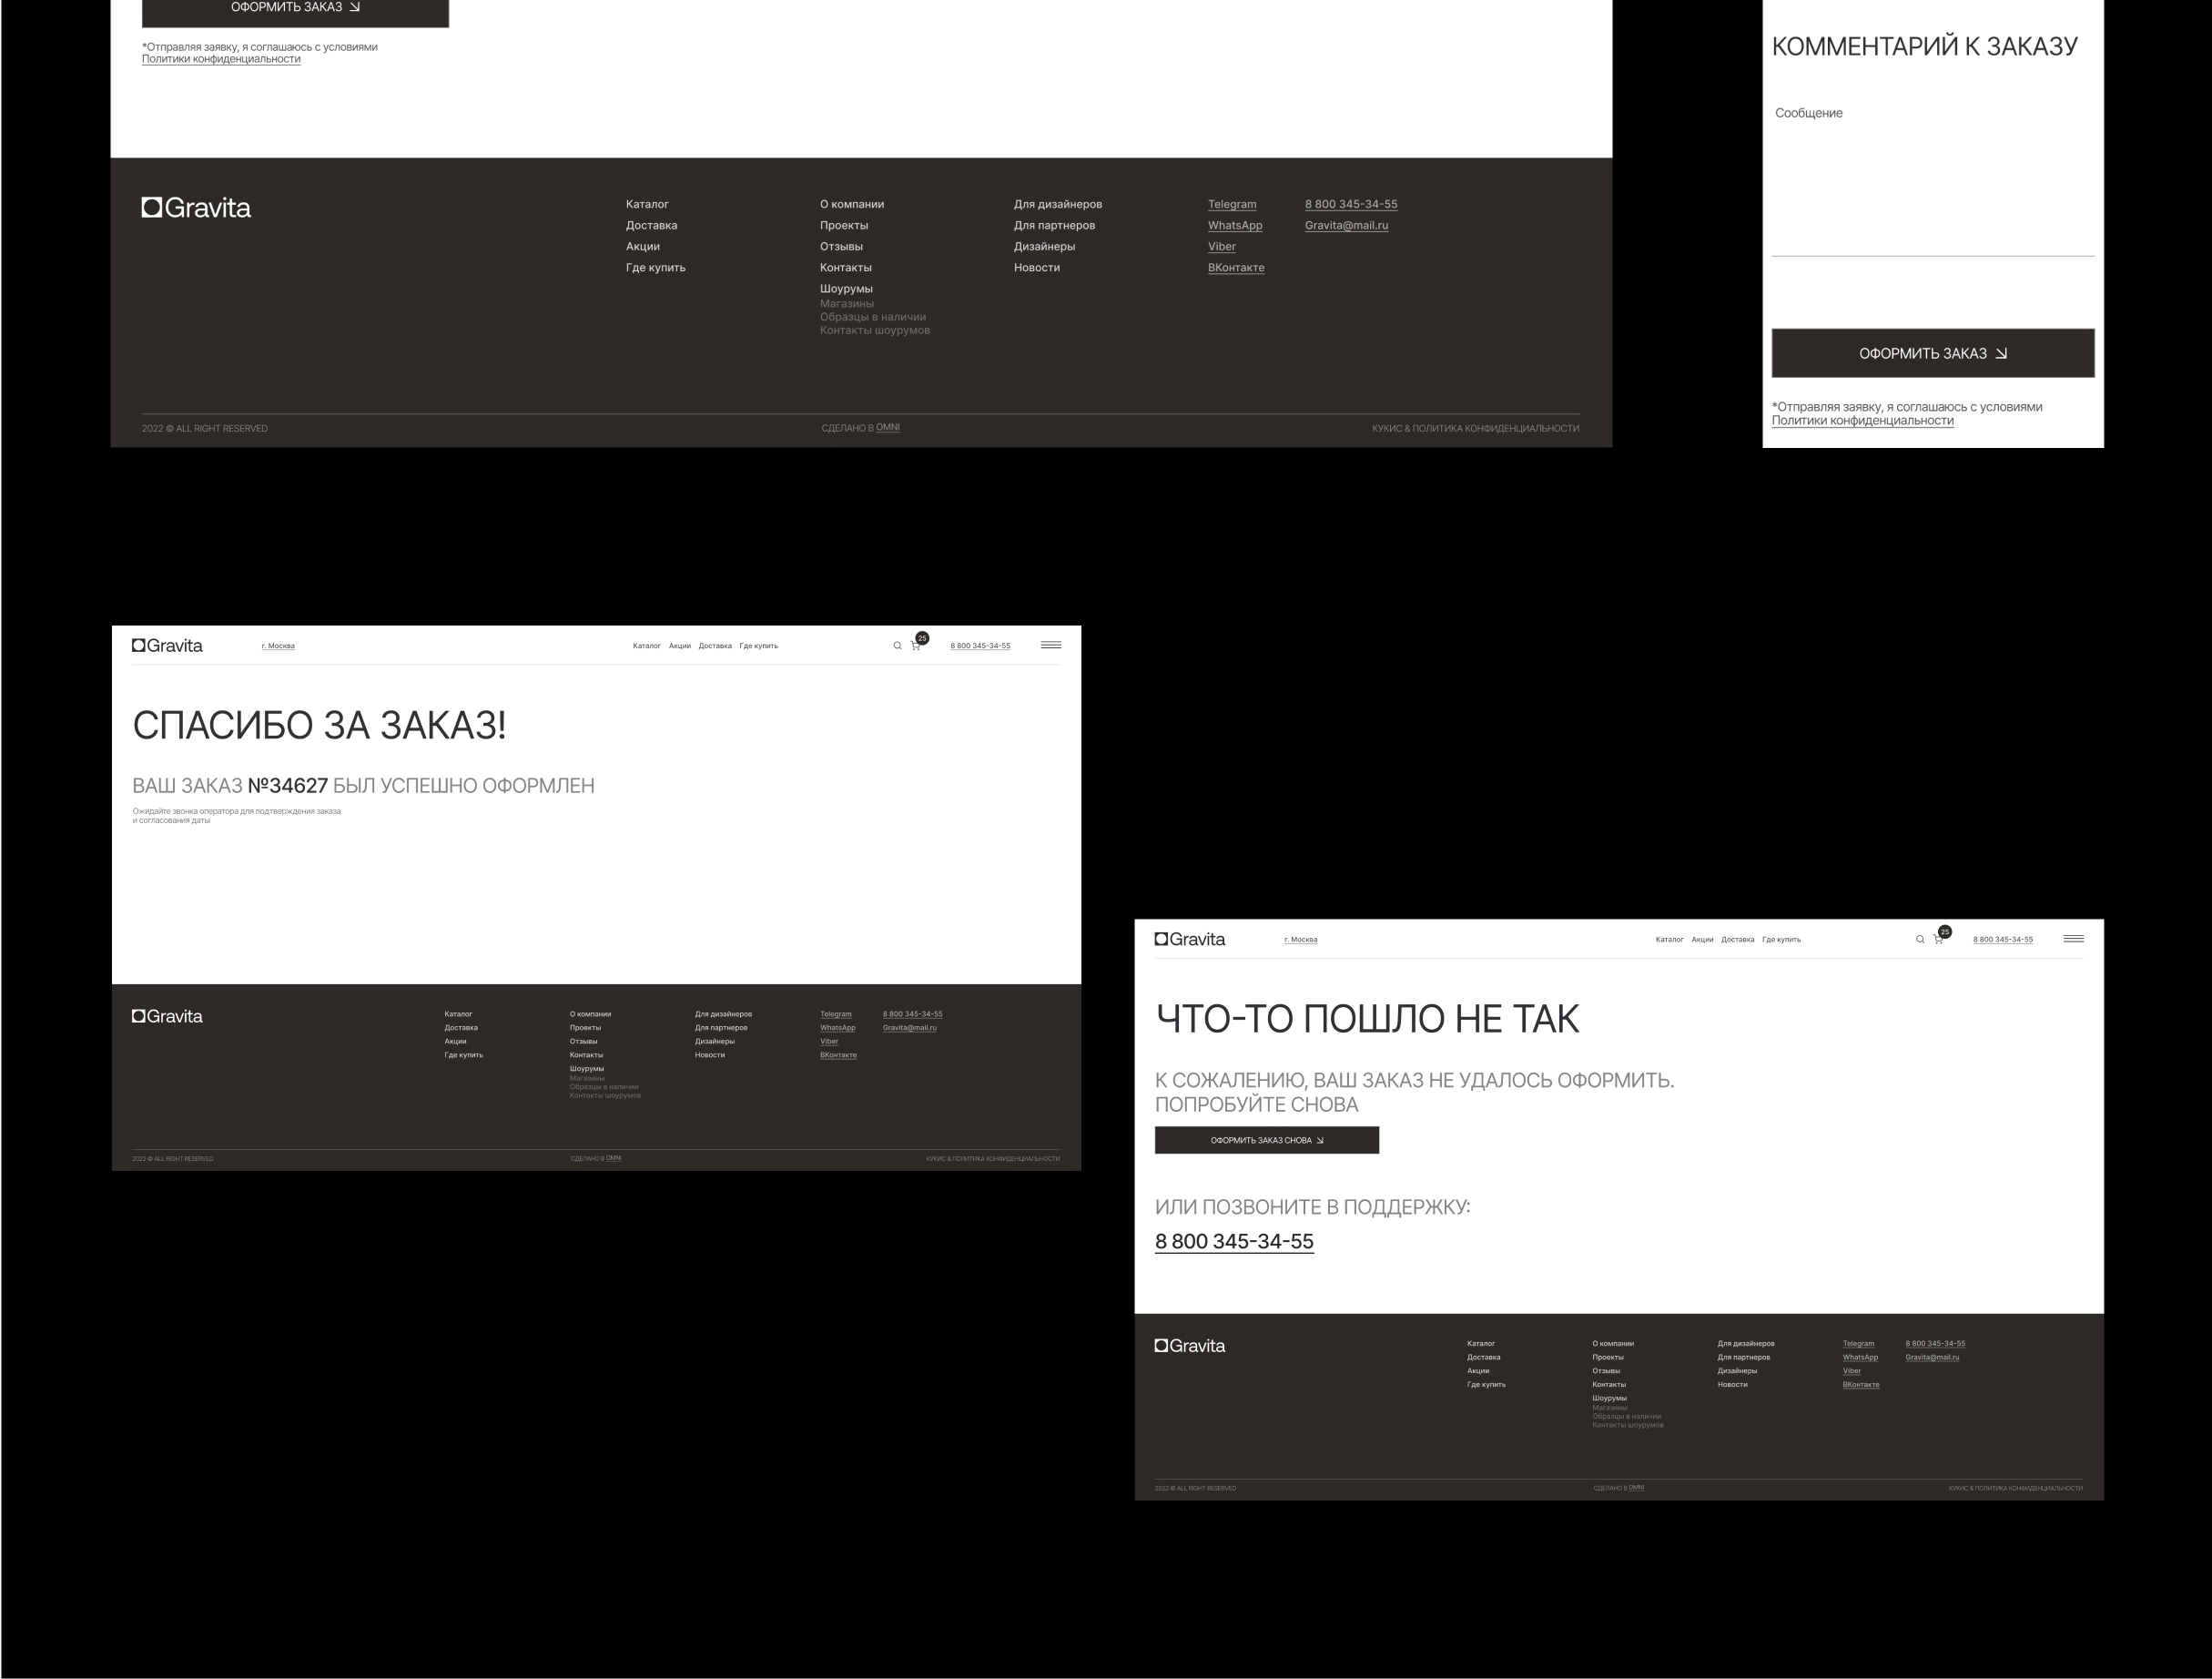 ОФОРМИТЬ ЗАКАЗ
*Отправляя заявку, я соглашаюсь с условиями
Политики конфиденциальности
Gravita
Каталог
Доставка
Акции
Где купить
О компании
Проекты
Отзывы
Контакты
Шоурумы
Магазины
Образцы в наличии
Контакты шоурумов
Для дизайнеров
Для партнеров
Дизайнеры
Новости
Telegram
WhatsApp
Viber
ВКонтакте
8 800 345-34-55
Gravita@mail.ru
2022 © ALL RIGHT RESERVED
СДЕЛАНО В OMNI
КУКИС & ПОЛИТИКА КОНФИДЕНЦИАЛЬНОСТИ
КОММЕНТАРИЙ К ЗАКАЗУ
Сообщение
ОФОРМИТЬ ЗАКАЗ
*Отправляя заявку, я соглашаюсь с условиями
Политики конфиденциальности
Gravita
г. Москва
Каталог Акции Доставка Где купить
25
8 800 345-34-55
СПАСИБО ЗА ЗАКАЗ!
ВАШ ЗАКАЗ №34627 БЫЛ УСПЕШНО ОФОРМЛЕН
Ожидайте звонка оператора для подтверждения заказа
и согласования даты
Gravita
Каталог
Доставка
Акции
Где купить
О компании
Проекты
Отзывы
Контакты
Шоурумы
Магазины
Образцы в наличии
Контакты шоурумов
Для дизайнеров
Для партнеров
Дизайнеры
Новости
Telegram
WhatsApp
Viber
ВКонтакте
8 800 345-34-55
Gravita@mail.ru
2022 © ALL RIGHT RESERVED
СДЕЛАНО В OMNI
КУКИС & ПОЛИТИКА КОНФИДЕНЦИАЛЬНОСТИ
Gravita
г. Москва
Каталог Акции Доставка Где купить
25
8 800 345-34-55
ЧТО-ТО ПОШЛО НЕ ТАК
К СОЖАЛЕНИЮ, ВАШ ЗАКАЗ НЕ УДАЛОСЬ ОФОРМИТЬ.
ПОПРОБУЙТЕ СНОВА
ОФОРМИТЬ ЗАКАЗ СНОВА
ИЛИ ПОЗВОНИТЕ В ПОДДЕРЖКУ:
8 800 345-34-55
Gravita
Каталог
Доставка
Акции
Где купить
О компании
Проекты
Отзывы
Контакты
Шоурумы
Магазины
Образцы в наличии
Контакты шоурумов
Для дизайнеров
Для партнеров
Дизайнеры
Новости
Telegram
WhatsApp
Viber
ВКонтакте
8 800 345-34-55
Gravita@mail.ru
2022 © ALL RIGHT RESERVED
СДЕЛАНО В OMNI
КУКИС & ПОЛИТИКА КОНФИДЕНЦИАЛЬНОСТИ